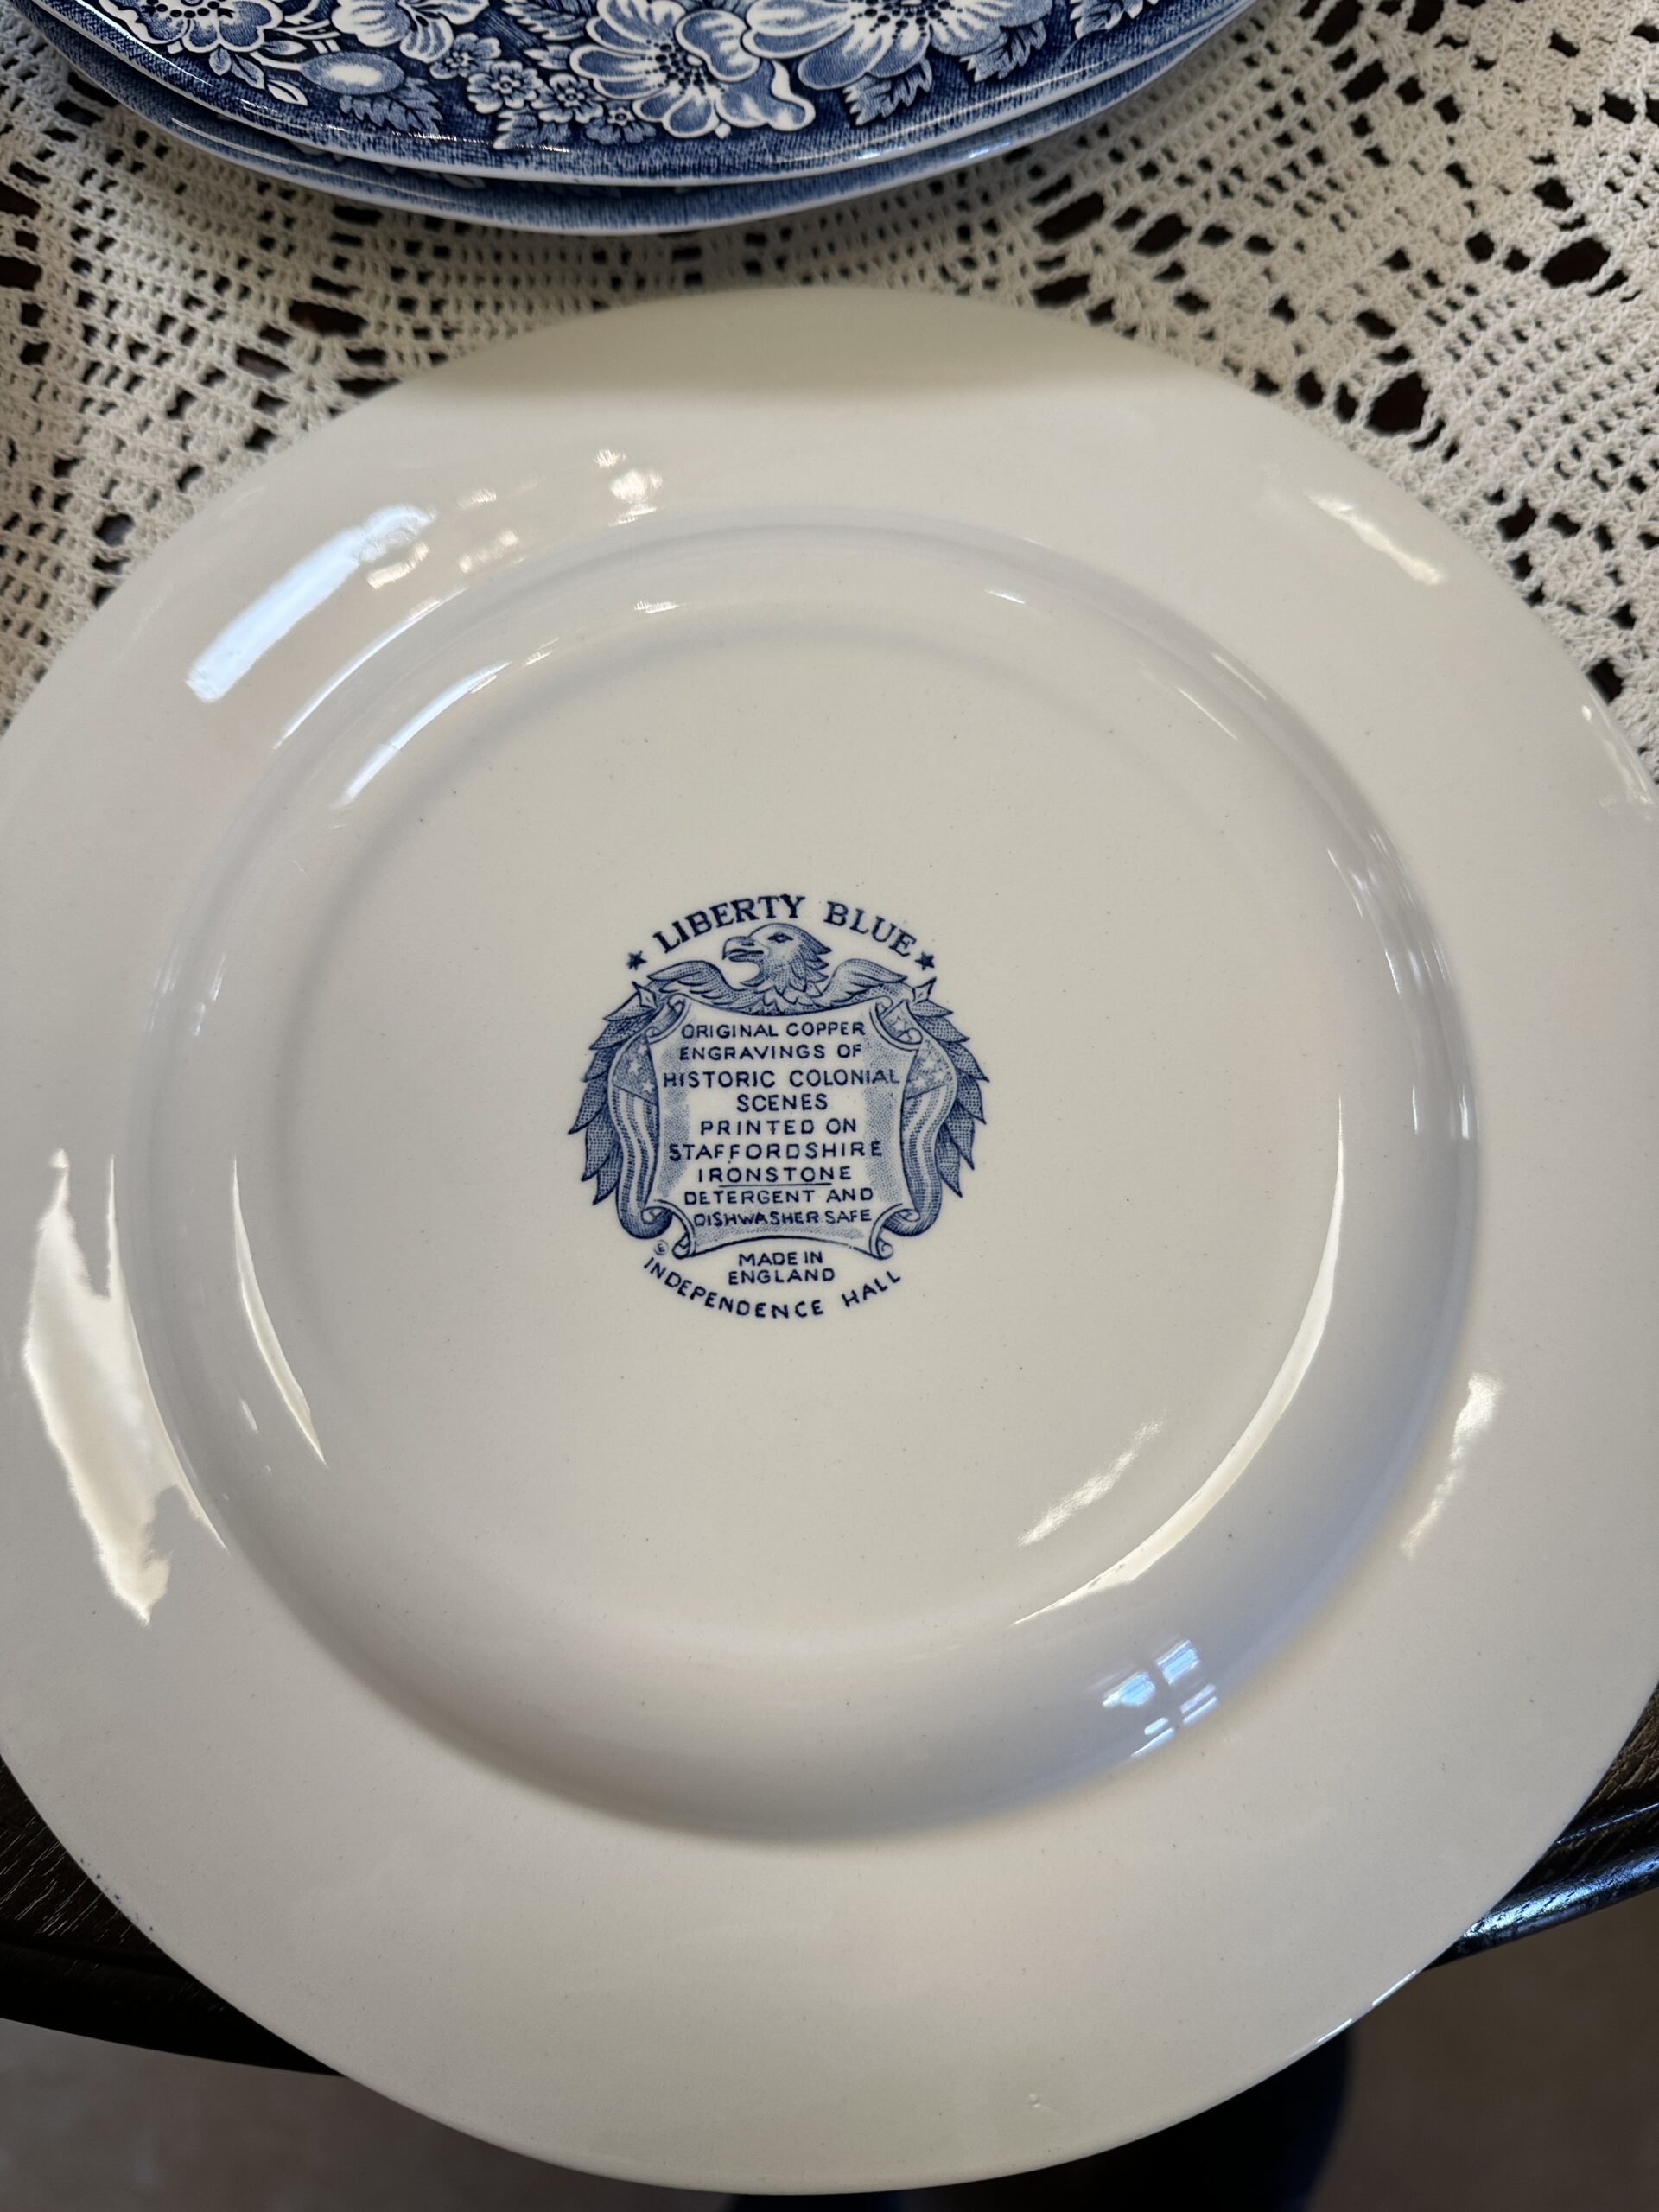 ★ LIBERTY BLUE ★
ORIGINAL COPPER
ENGRAVINGS OF
HISTORIC COLONIAL
SCENES
PRINTED ON
STAFFORDSHIRE
IRONSTONE
DETERGENT AND
DISHWASHER SAFE
MADE IN
ENGLAND
INDEPENDENCE HALL